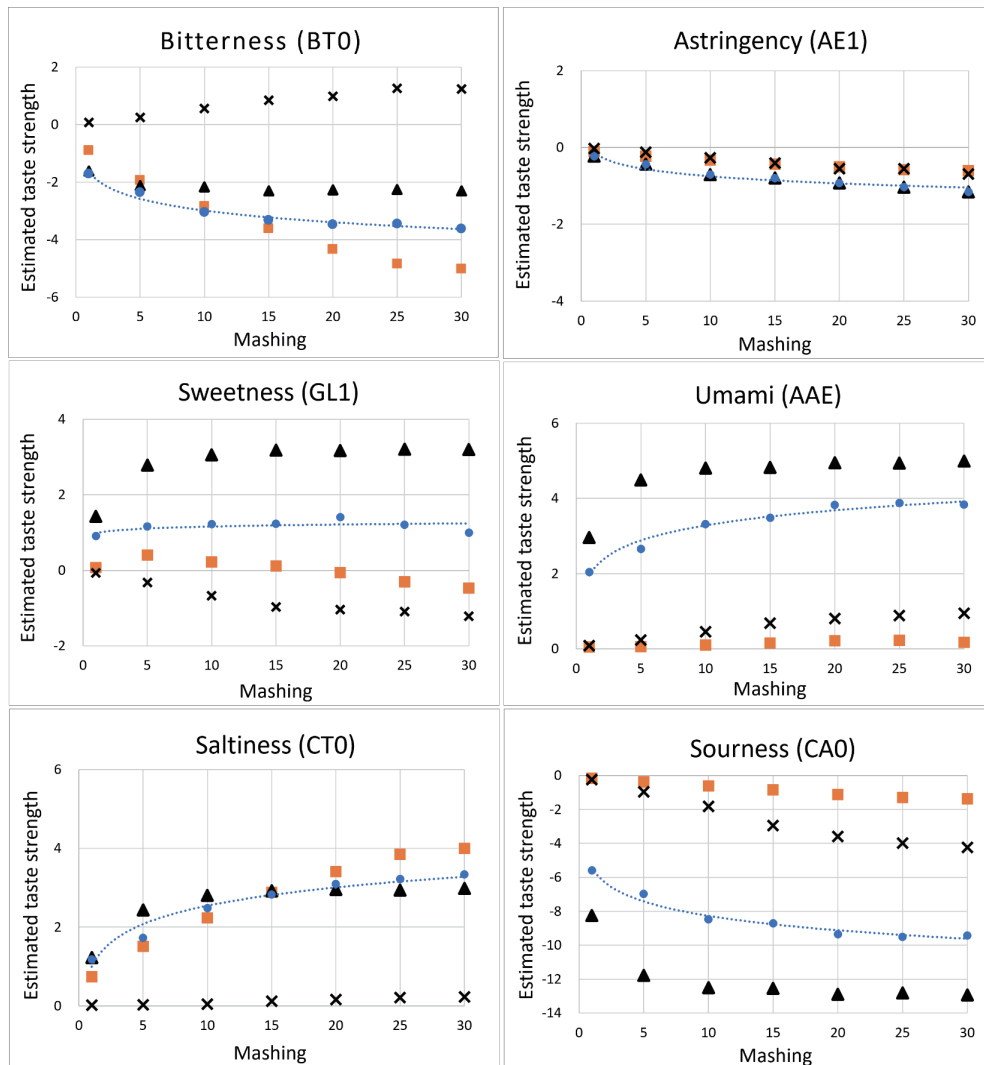 Bitterness (BT0)
Estimated taste strength
2
0
-2
-4
-6
0 5 10 15 20 25 30
Mashing
Astringency (AE1)
Estimated taste strength
2
0
-2
-4
0 5 10 15 20 25 30
Mashing
Sweetness (GL1)
Estimated taste strength
4
2
0
-2
0 5 10 15 20 25 30
Mashing
Umami (AAE)
Estimated taste strength
6
4
2
0
0 5 10 15 20 25 30
Mashing
Saltiness (CT0)
Estimated taste strength
6
4
2
0
0 5 10 15 20 25 30
Mashing
Sourness (CA0)
Estimated taste strength
0
-2
-4
-6
-8
-10
-12
-14
0 5 10 15 20 25 30
Mashing